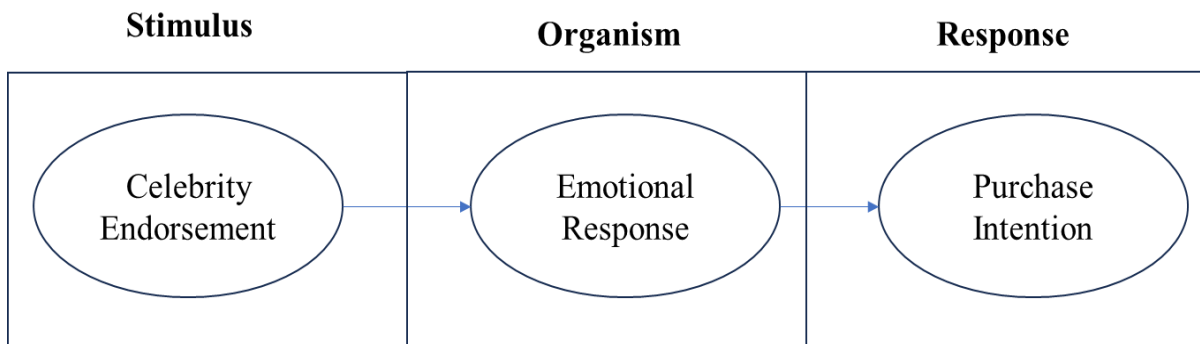 Stimulus
Organism
Response
Celebrity
Endorsement
Emotional
Response
Purchase
Intention